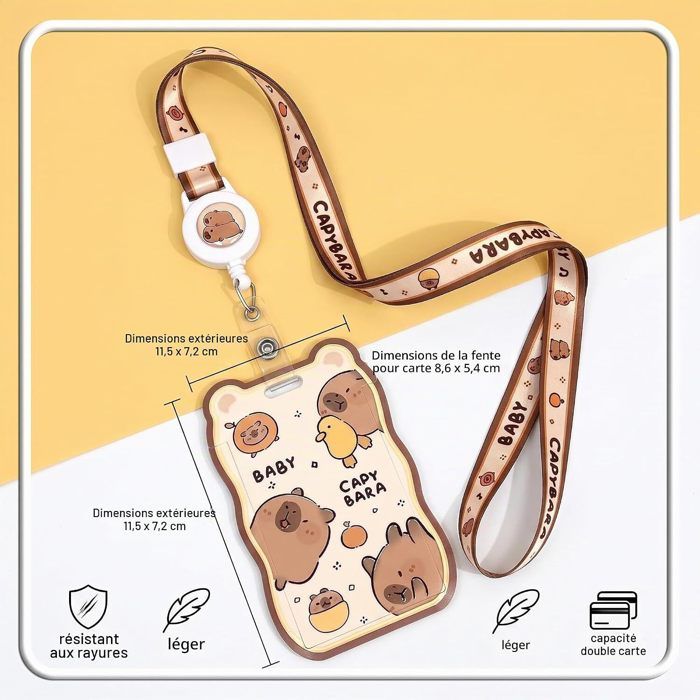 CAPYBARA
CAPYBARA
Dimensions extérieures
11,5 x 7,2 cm
Dimensions de la fente
pour carte 8,6 x 5,4 cm
BABY
CAPY
BARA
BABY
CAPYBARA
Dimensions extérieures
11,5 x 7,2 cm
résistant
aux rayures
léger
léger
capacité
double carte